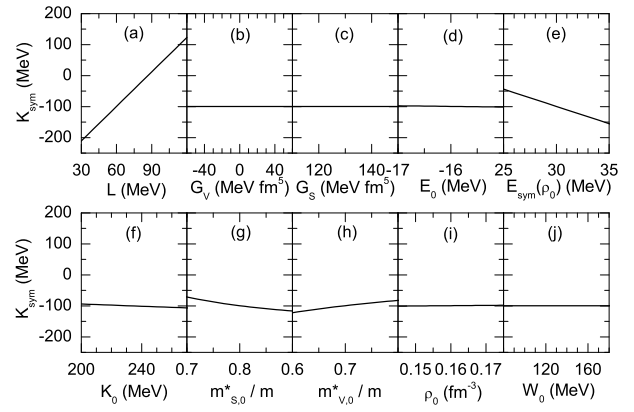 200
(a) (b) (c) (d) (e)
100
0
-100
-200
K_sym (MeV)
30 60 90 -40 0 40 120 140 -17 -16 25 30 35
L (MeV) G_V (MeV fm^5) G_S (MeV fm^5) E_0 (MeV) E_sym(ρ_0) (MeV)
200
(f) (g) (h) (i) (j)
100
0
-100
-200
K_sym (MeV)
200 240 0.7 0.8 0.6 0.7 0.15 0.16 0.17 120 160
K_0 (MeV) m*_S,0 / m m*_V,0 / m ρ_0 (fm^-3) W_0 (MeV)